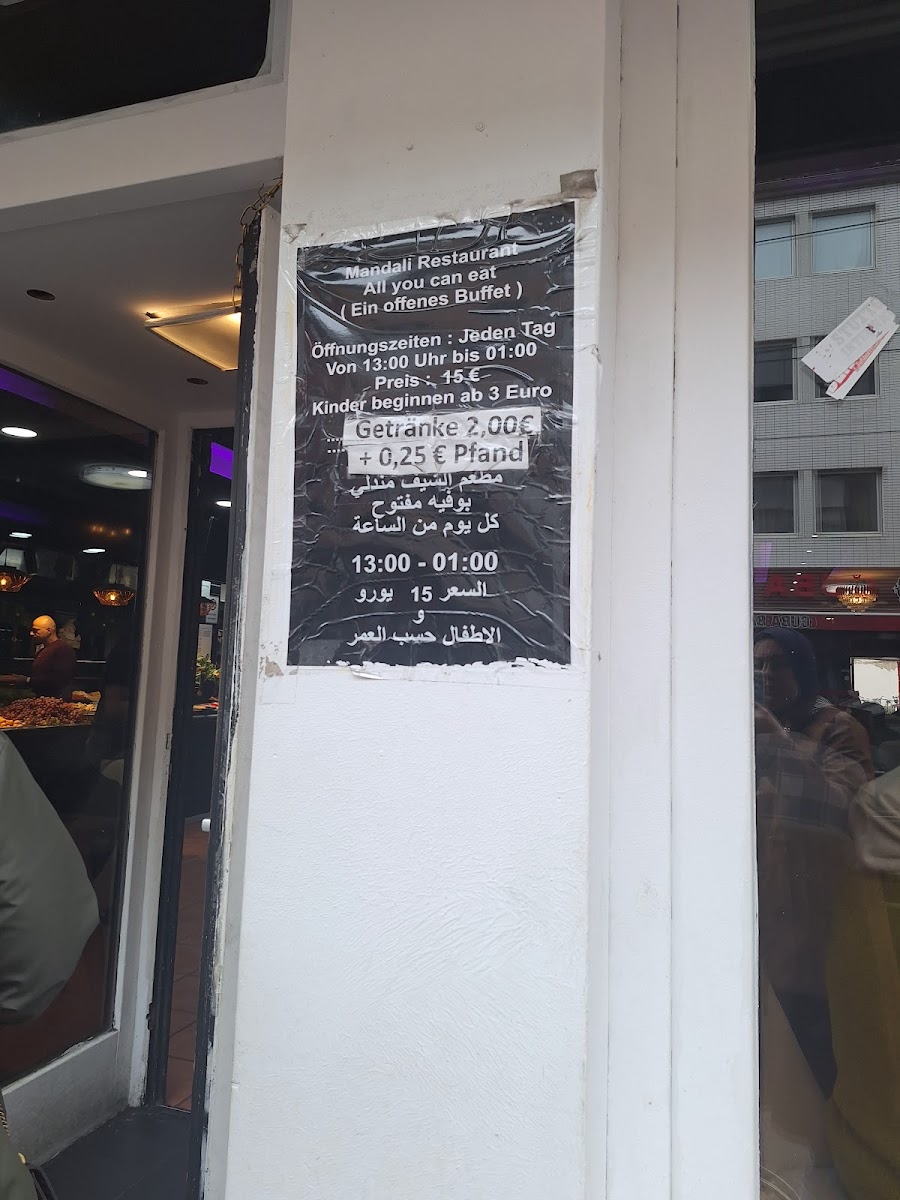 Mandali Restaurant
All you can eat
( Ein offenes Buffet )
Öffnungszeiten : Jeden Tag
Von 13:00 Uhr bis 01:00
Preis : 15 €
Kinder beginnen ab 3 Euro
Getränke 2,00€
+ 0,25 € Pfand
مطعم الشيف مندلي
بوفيه مفتوح
كل يوم من الساعة
13:00 - 01:00
السعر 15 يورو
و
الاطفال حسب العمر